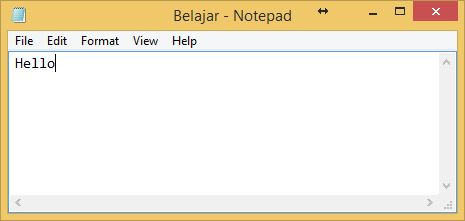 Belajar - Notepad
File Edit Format View Help
Hello